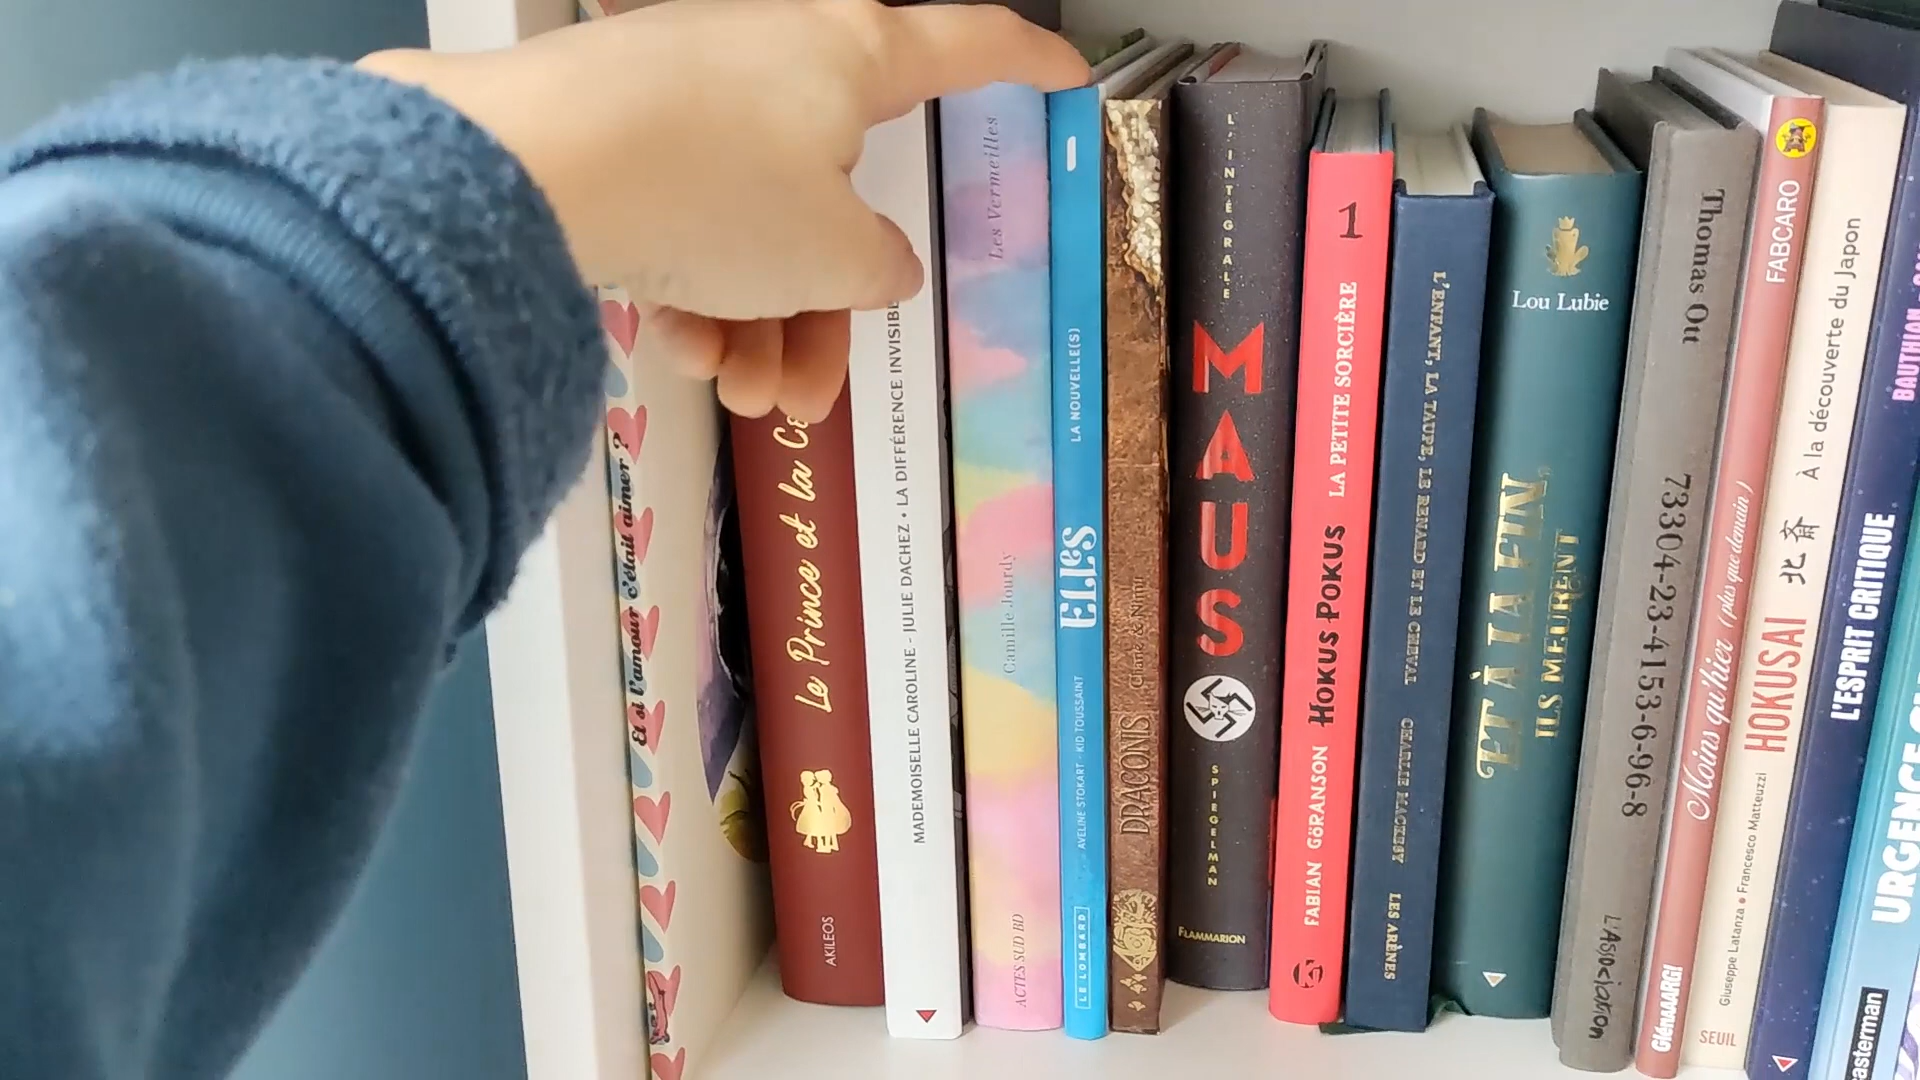 Et si l'amour c'était aimer ?
Le Prince et la
AKILEOS
MADEMOISELLE CAROLINE - JULIE DACHEZ • LA DIFFÉRENCE INVISIBLE
Les Vermeilles
Camille Jourdy
ACTES SUD BD
1
LA NOUVELLE(S)
ELLES
AVELINE STOKART - KID TOUSSAINT
LE LOMBARD
DRACONIS
L'INTÉGRALE
MAUS
SPIEGELMAN
FLAMMARION
1
LA PETITE SORCIÈRE
HOKUS POKUS
FABIAN GÖRANSON
L'ENFANT, LA TAUPE, LE RENARD ET LE CHEVAL
CHARLIE MACKESY
LES ARÈNES
Lou Lubie
ET À LA FIN,
ILS MEURENT
Thomas Ott
73304-23-4153-6-96-8
L'Association
FABCARO
Moins qu'hier (plus que demain)
GlénAAARG!
À la découverte du Japon
北斎
HOKUSAI
Giuseppe Latanza • Francesco Matteuzzi
SEUIL
BAUTHIAN
L'ESPRIT CRITIQUE
URGENCE
casterman